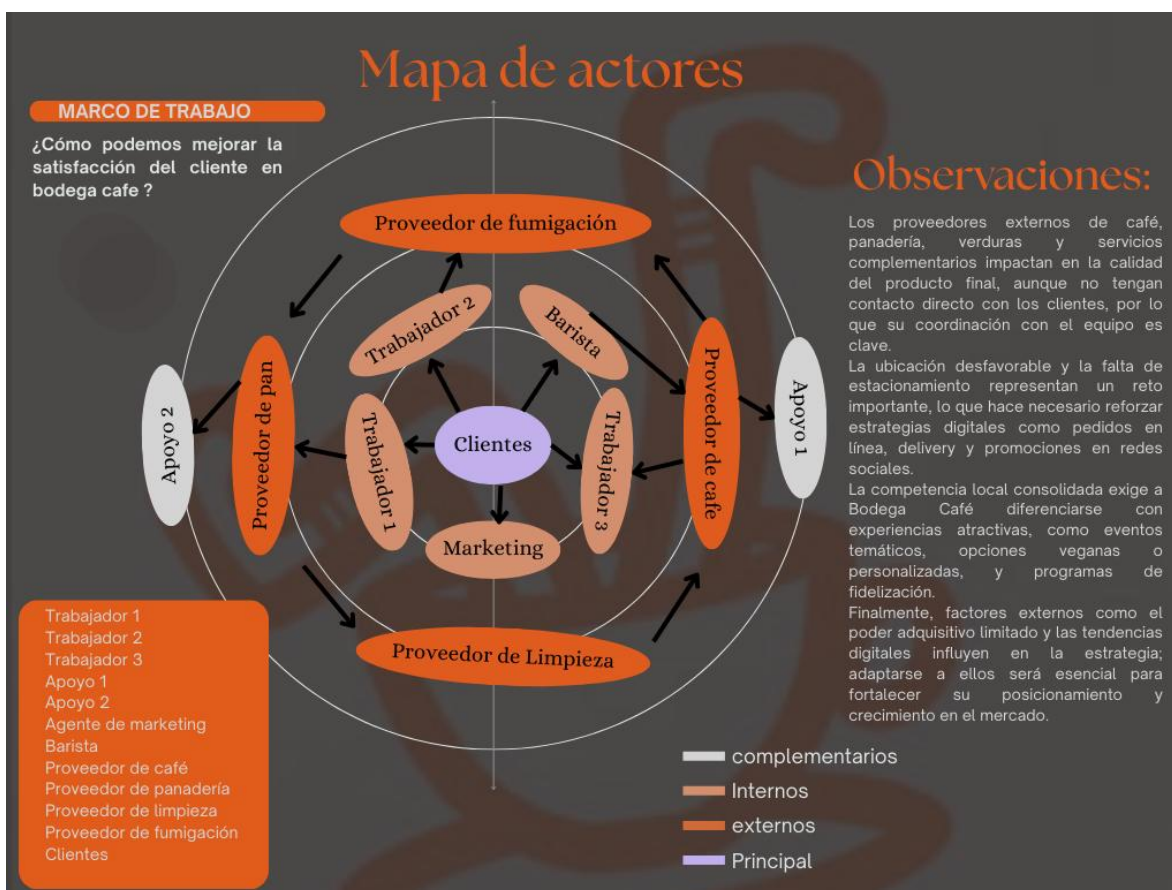 Mapa de actores
MARCO DE TRABAJO
¿Cómo podemos mejorar la
satisfacción del cliente en
bodega cafe ?
Proveedor de fumigación
Trabajador 2
Barista
Apoyo 2
Proveedor de pan
Trabajador 1
Clientes
Trabajador 3
Proveedor de cafe
Apoyo 1
Marketing
Proveedor de Limpieza
Observaciones:
Los proveedores externos de café,
panadería, verduras y servicios
complementarios impactan en la calidad
del producto final, aunque no tengan
contacto directo con los clientes, por lo
que su coordinación con el equipo es
clave.
La ubicación desfavorable y la falta de
estacionamiento representan un reto
importante, lo que hace necesario reforzar
estrategias digitales como pedidos en
línea, delivery y promociones en redes
sociales.
La competencia local consolidada exige a
Bodega Café diferenciarse con
experiencias atractivas, como eventos
temáticos, opciones veganas o
personalizadas, y programas de
fidelización.
Finalmente, factores externos como el
poder adquisitivo limitado y las tendencias
digitales influyen en la estrategia;
adaptarse a ellos será esencial para
fortalecer su posicionamiento y
crecimiento en el mercado.
Trabajador 1
Trabajador 2
Trabajador 3
Apoyo 1
Apoyo 2
Agente de marketing
Barista
Proveedor de café
Proveedor de panadería
Proveedor de limpieza
Proveedor de fumigación
Clientes
complementarios
Internos
externos
Principal